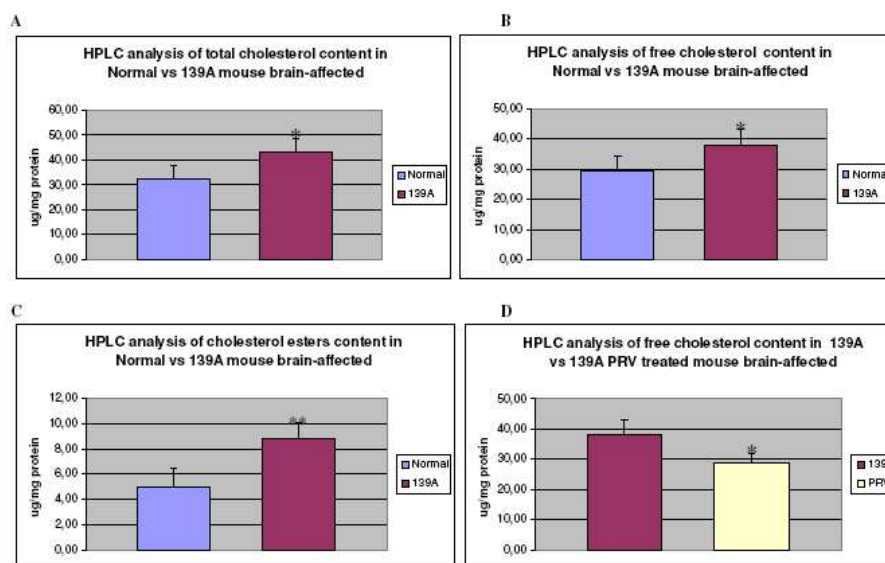 A
HPLC analysis of total cholesterol content in
Normal vs 139A mouse brain-affected
ug/mg protein
60,00
50,00
40,00
30,00
20,00
10,00
0,00
*
Normal
139A
B
HPLC analysis of free cholesterol content in
Normal vs 139A mouse brain-affected
ug/mg protein
50,00
40,00
30,00
20,00
10,00
0,00
*
Normal
139A
C
HPLC analysis of cholesterol esters content in
Normal vs 139A mouse brain-affected
ug/mg protein
12,00
10,00
8,00
6,00
4,00
2,00
0,00
**
Normal
139A
D
HPLC analysis of free cholesterol content in 139A
vs 139A PRV treated mouse brain-affected
ug/mg protein
50,00
40,00
30,00
20,00
10,00
0,00
*
139
PRV